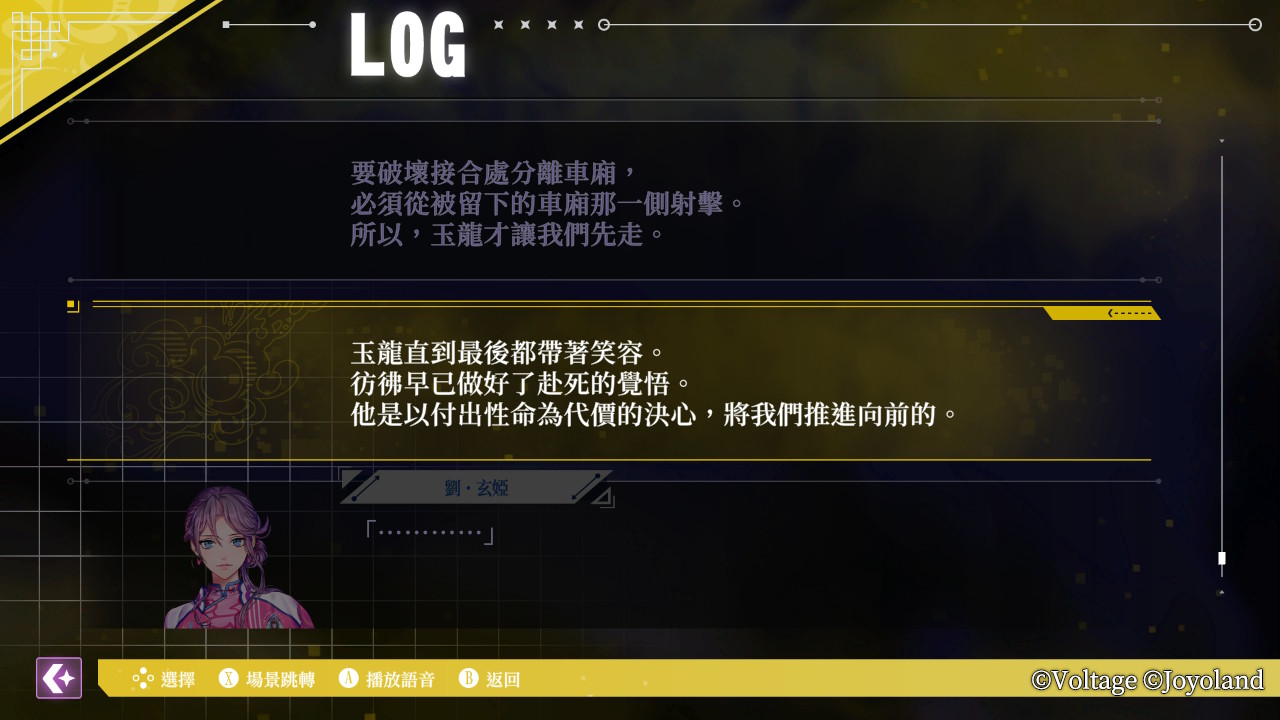 LOG
要破壞接合處分離車廂，
必須從被留下的車廂那一側射擊。
所以，玉龍才讓我們先走。
玉龍直到最後都帶著笑容。
彷彿早已做好了赴死的覺悟。
他是以付出性命為代價的決心，將我們推進向前的。
劉・玄婭
「…………」
選擇 X 場景跳轉 A 播放語音 B 返回
©Voltage ©Joyoland